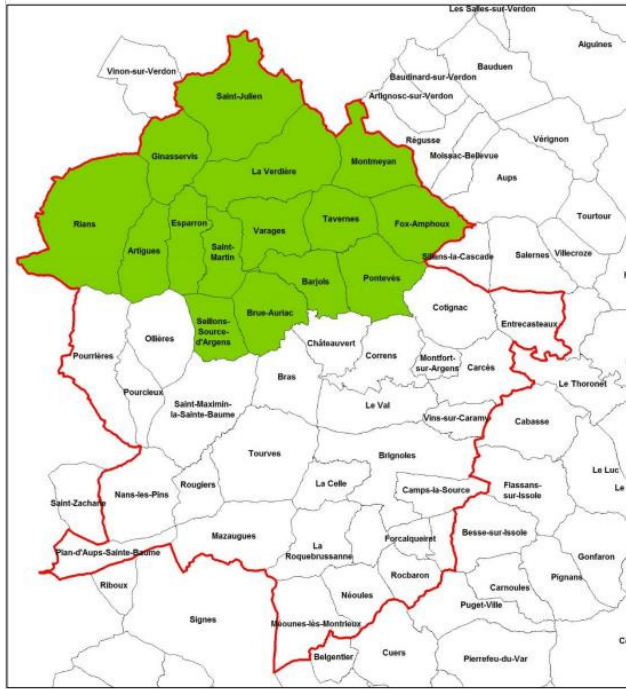 Les Salles-sur-Verdon
Aiguines
Vinon-sur-Verdon
Bauduen
Baudinard-sur-Verdon
Saint-Julien
Artignosc-sur-Verdon
Régusse
Vérignon
Ginasservis
Moissac-Bellevue
Montmeyan
La Verdière
Aups
Rians
Esparron
Tavernes
Fox-Amphoux
Tourtour
Artigues
Saint-
Martin
Varages
Sillans-la-Cascade
Salernes
Villecroze
Barjols
Pontevès
Cotignac
Brue-Auriac
Seillons-
Source-
d'Argens
Entrecasteaux
Ollières
Châteauvert
Pourrières
Correns
Montfort-
sur-Argens
Carcès
Bras
Le Thoronet
Pourcieux
Saint-Maximin-
la-Sainte-Baume
Le Val
Vins-sur-Caramy
Cabasse
Tourves
Brignoles
Le Luc
Nans-les-Pins
Rougiers
La Celle
Camps-la-Source
Flassans-
sur-Issole
Le
Saint-Zacharie
Mazaugues
Forcalqueiret
Besse-sur-Issole
La
Roquebrussanne
Plan-d'Aups-Sainte-Baume
Gonfaron
Rocbaron
Riboux
Carnoules
Pignans
Néoules
Puget-Ville
Signes
Méounes-lès-Montrieux
Belgentier
Cuers
Pierrefeu-du-Var